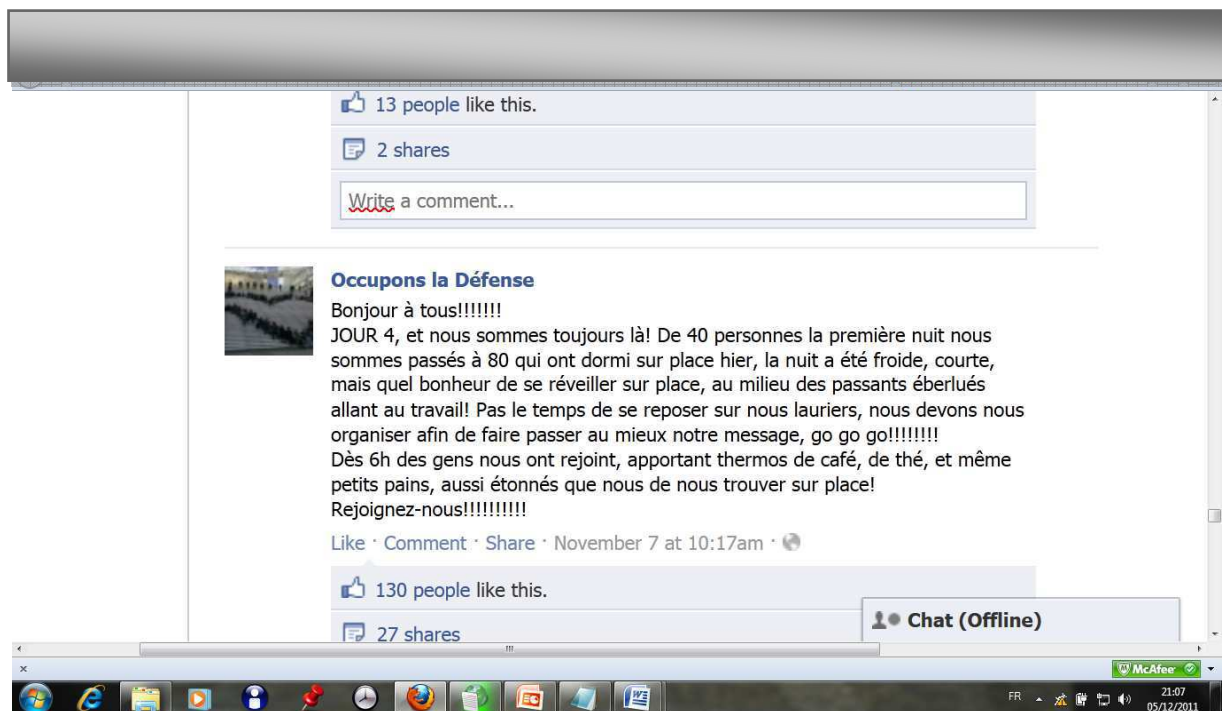 13 people like this.
2 shares
Write a comment...
Occupons la Défense
Bonjour à tous!!!!!!!
JOUR 4, et nous sommes toujours là! De 40 personnes la première nuit nous
sommes passés à 80 qui ont dormi sur place hier, la nuit a été froide, courte,
mais quel bonheur de se réveiller sur place, au milieu des passants éberlués
allant au travail! Pas le temps de se reposer sur nous lauriers, nous devons nous
organiser afin de faire passer au mieux notre message, go go go!!!!!!!!
Dès 6h des gens nous ont rejoint, apportant thermos de café, de thé, et même
petits pains, aussi étonnés que nous de nous trouver sur place!
Rejoignez-nous!!!!!!!!!!
Like · Comment · Share · November 7 at 10:17am ·
130 people like this.
27 shares
Chat (Offline)
McAfee
FR
21:07
05/12/2011